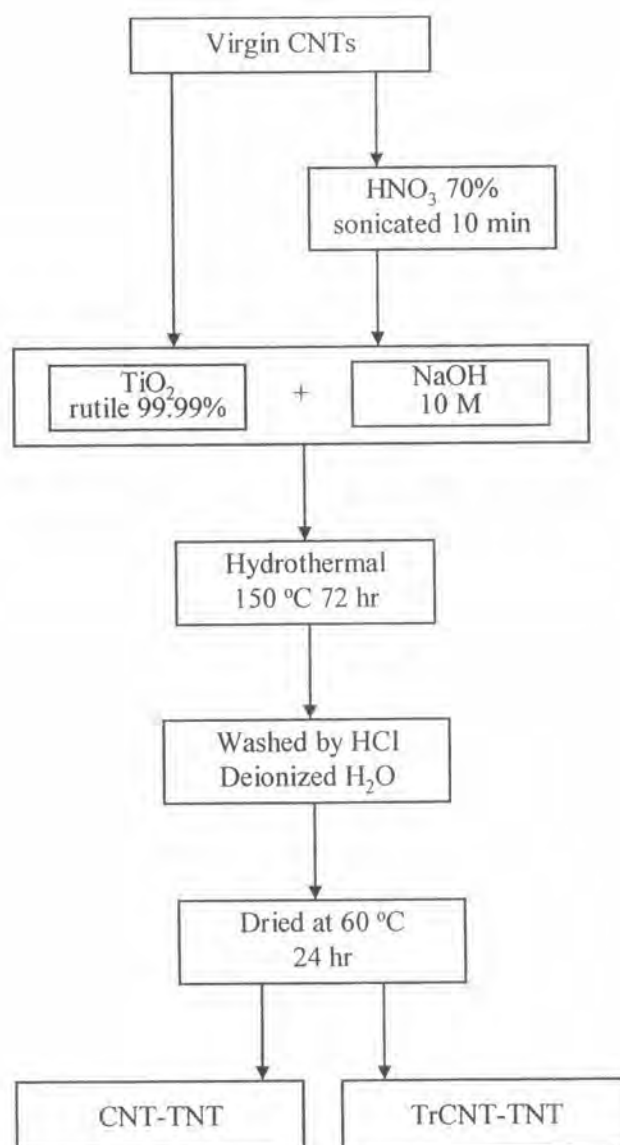 Virgin CNTs
HNO₃ 70%
sonicated 10 min
TiO₂
rutile 99.99%
+
NaOH
10 M
Hydrothermal
150 °C 72 hr
Washed by HCl
Deionized H₂O
Dried at 60 °C
24 hr
CNT-TNT
TrCNT-TNT